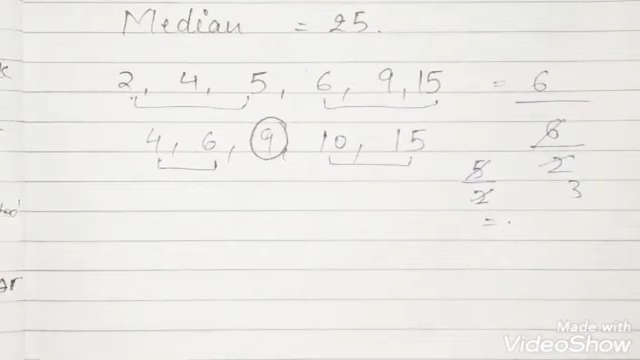 Median = 25.
2, 4, 5, 6, 9, 15 = 6
4, 6, 9, 10, 15
6
2
3
5
2
= .
Made with
VideoShow